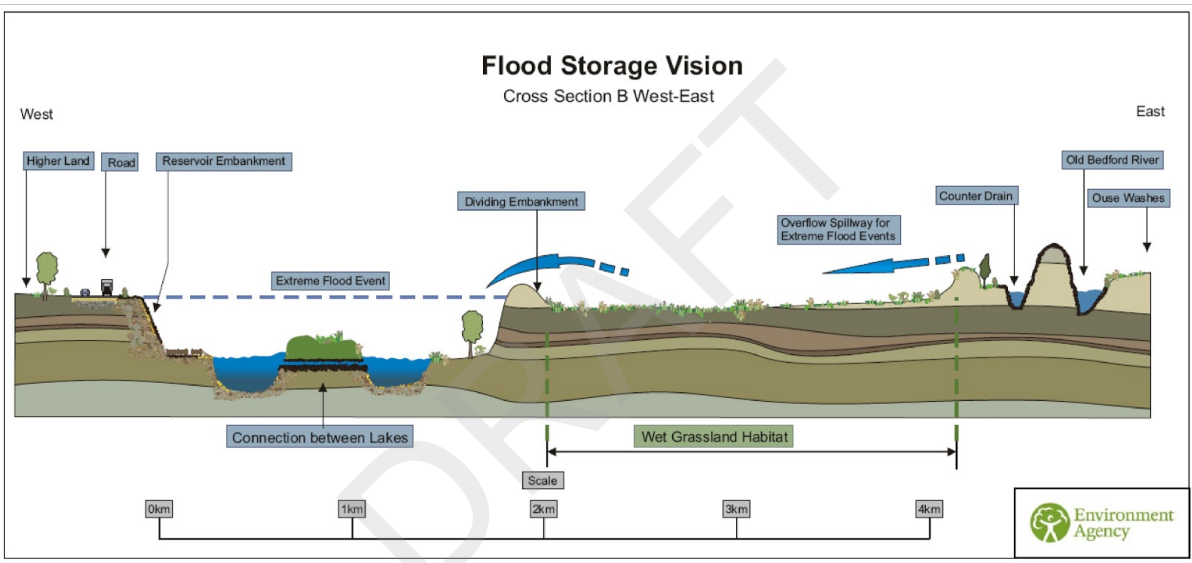 Flood Storage Vision
Cross Section B West-East
West
East
Higher Land
Road
Reservoir Embankment
Old Bedford River
Dividing Embankment
Counter Drain
Ouse Washes
Overflow Spillway for
Extreme Flood Events
Extreme Flood Event
Connection between Lakes
Wet Grassland Habitat
Scale
0km
1km
2km
3km
4km
Environment
Agency
DRAFT